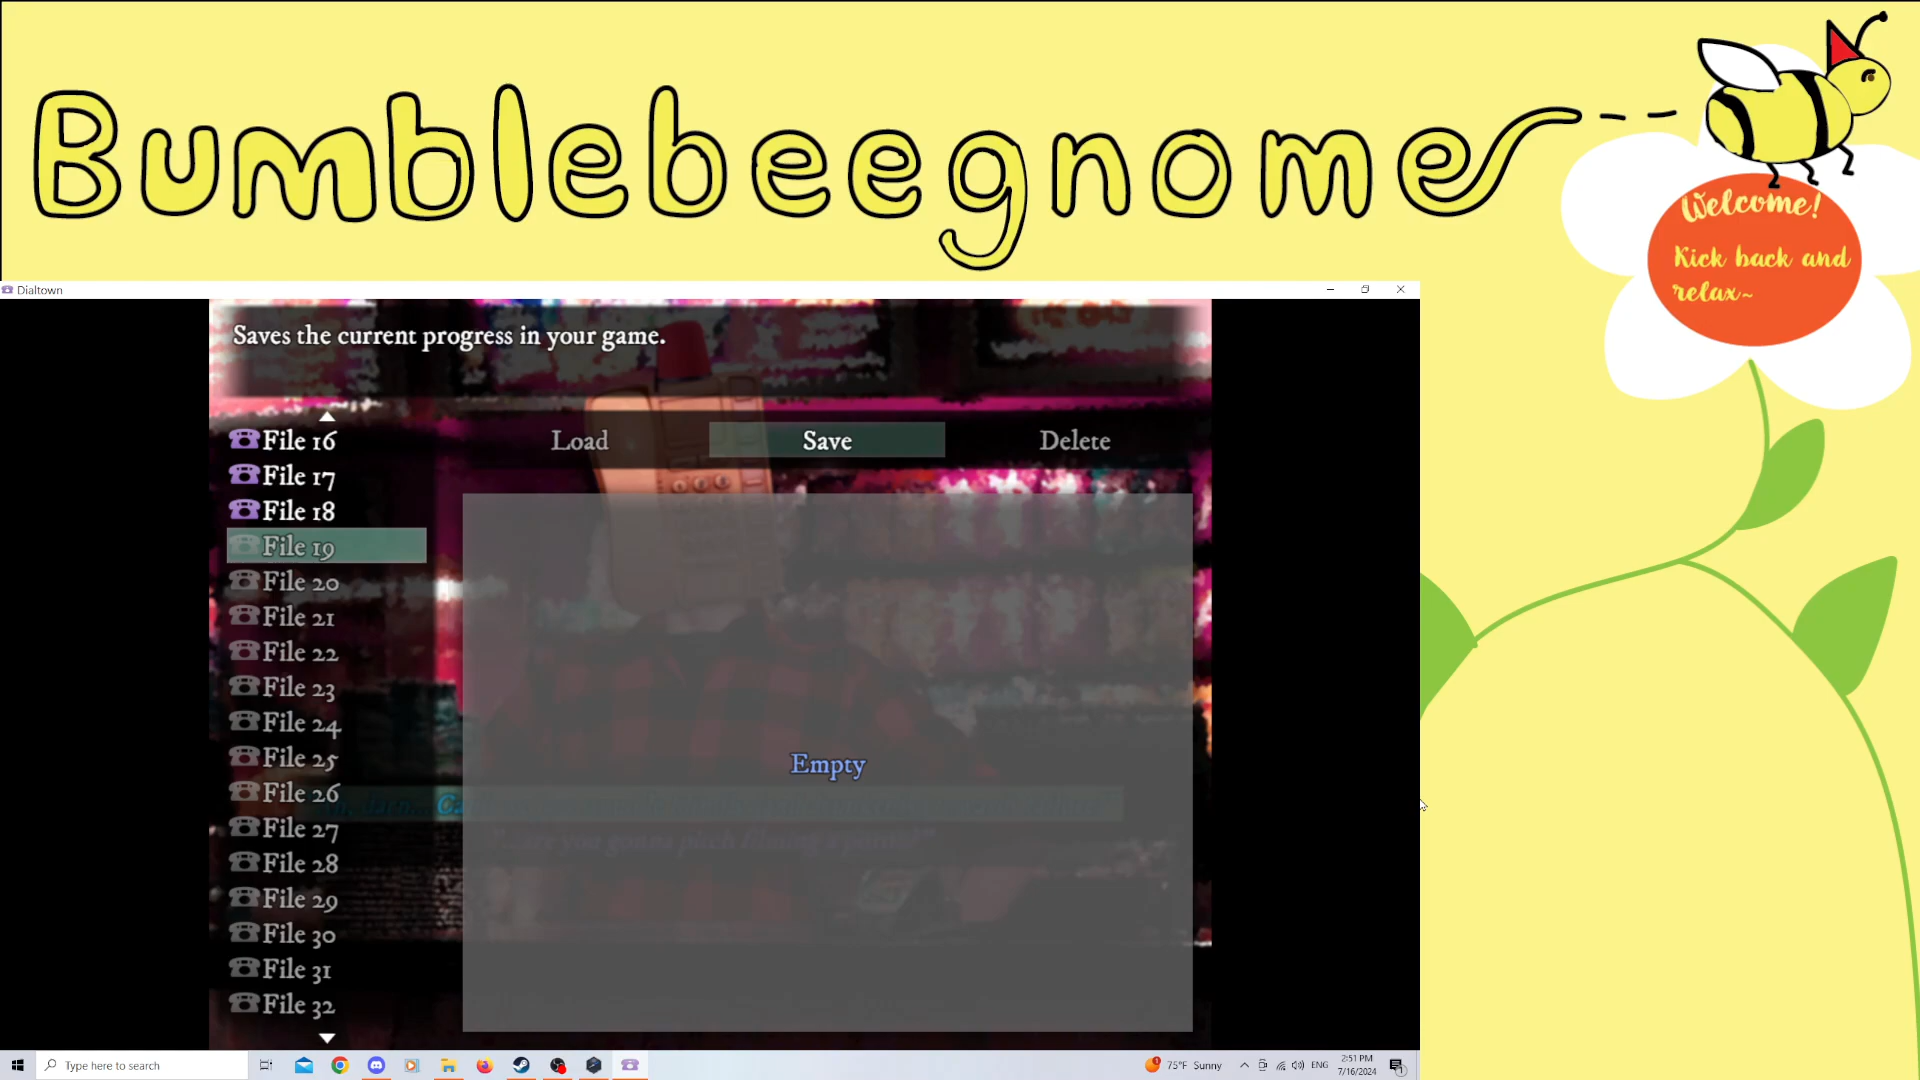 Bumblebeegnome
Welcome!
Kick back and
relax~
Dialtown
Saves the current progress in your game.
File 16
File 17
File 18
File 19
File 20
File 21
File 22
File 23
File 24
File 25
File 26
File 27
File 28
File 29
File 30
File 31
File 32
Load Save Delete
Empty
Type here to search
75°F Sunny
ENG
2:51 PM
7/16/2024